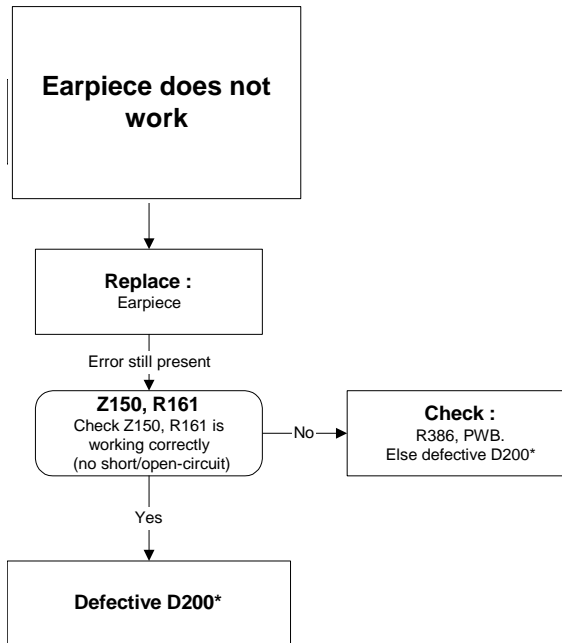 Earpiece does not
work
Replace :
Earpiece
Error still present
Z150, R161
Check Z150, R161 is
working correctly
(no short/open-circuit)
No
Check :
R386, PWB.
Else defective D200*
Yes
Defective D200*